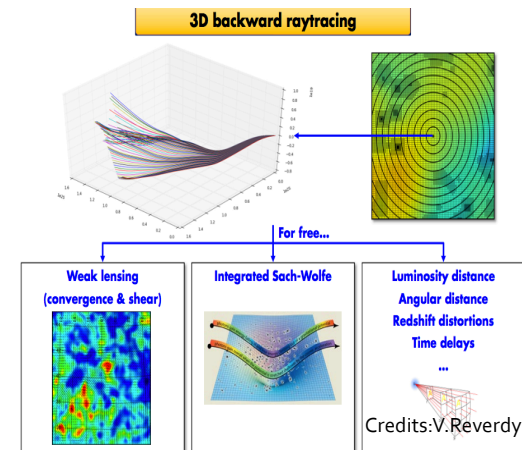 3D backward raytracing
For free...
Weak lensing
(convergence & shear)
Integrated Sach-Wolfe
Luminosity distance
Angular distance
Redshift distortions
Time delays
...
Credits:V.Reverdy